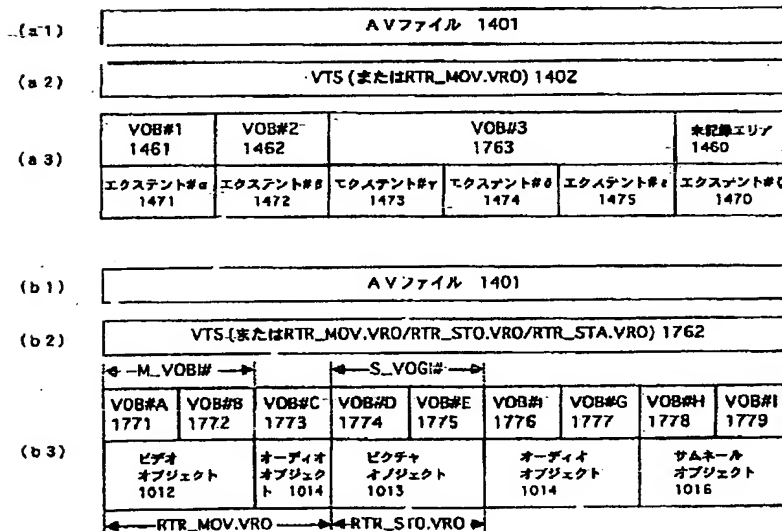 (a1)
AVファイル 1401
(a2)
VTS (またはRTR_MOV.VRO) 1402
(a3)
VOB#1 VOB#2 VOB#3 未記録エリア
1461 1462 1763 1460
エクステント#α エクステント#β エクステント#γ エクステント#δ エクステント#ε エクステント#ζ
1471 1472 1473 1474 1475 1470
(b1)
AVファイル 1401
(b2)
VTS (またはRTR_MOV.VRO/RTR_STO.VRO/RTR_STA.VRO) 1762
M_VOBI# S_VOGI#
(b3)
VOB#A VOB#B VOB#C VOB#D VOB#E VOB#F VOB#G VOB#H VOB#I
1771 1772 1773 1774 1775 1776 1777 1778 1779
ビデオ オーディオ ピクチャ オーディオ サムネール
オブジェクト オブジェク オブジェクト オブジェクト オブジェクト
1012 ト 1014 1013 1014 1016
RTR_MOV.VRO RTR_STO.VRO